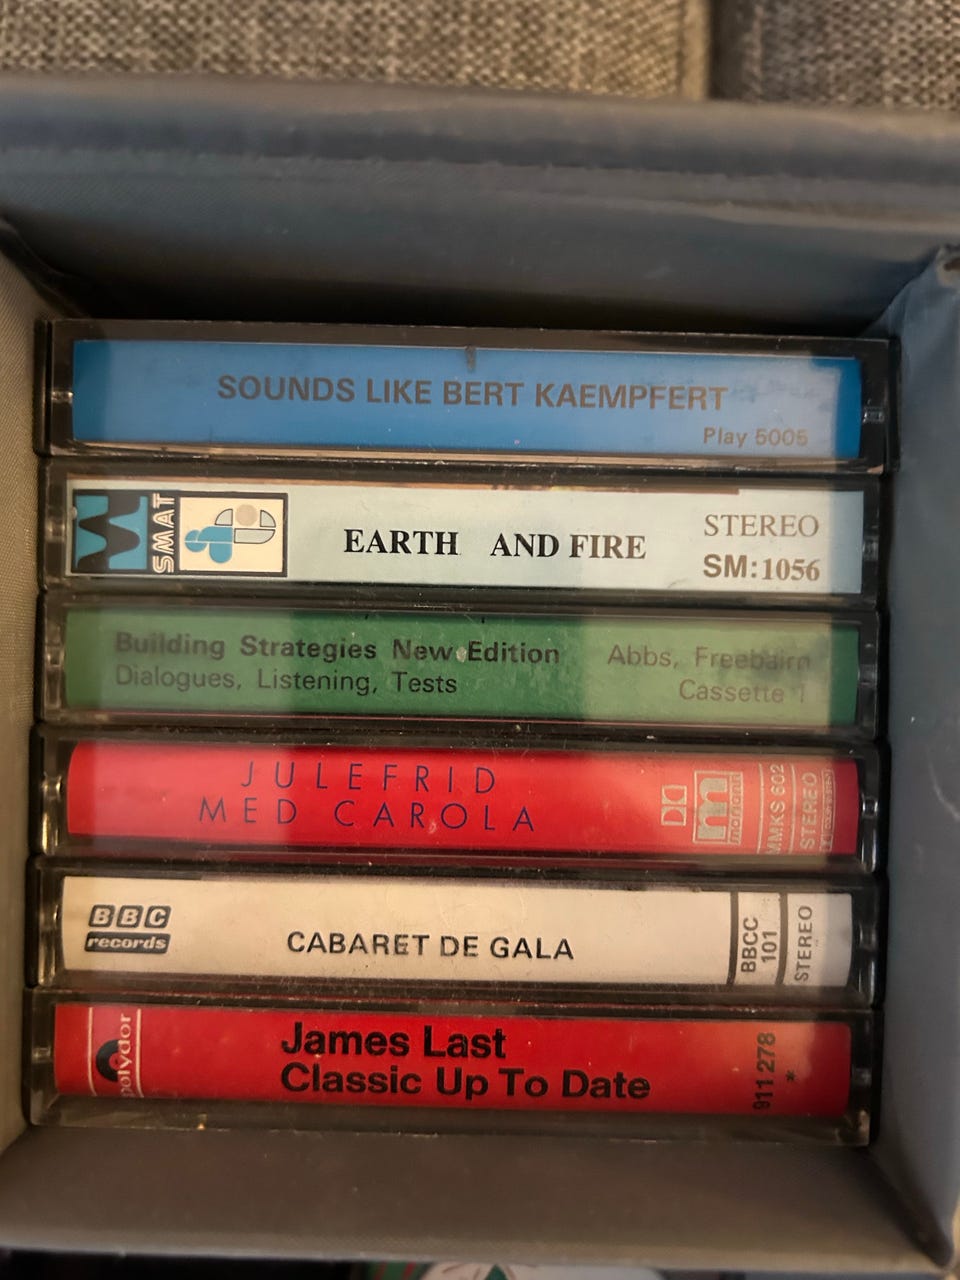 SOUNDS LIKE BERT KAEMPFERT
Play 5005
SMAT
EARTH AND FIRE
STEREO
SM:1056
Building Strategies New Edition
Dialogues, Listening, Tests
Abbs, Freebairn
Cassette 1
JULEFRID
MED CAROLA
mariann
MMKS 602
STEREO
BBC
records
CABARET DE GALA
BBCC
101
STEREO
polydor
James Last
Classic Up To Date
911 278
*